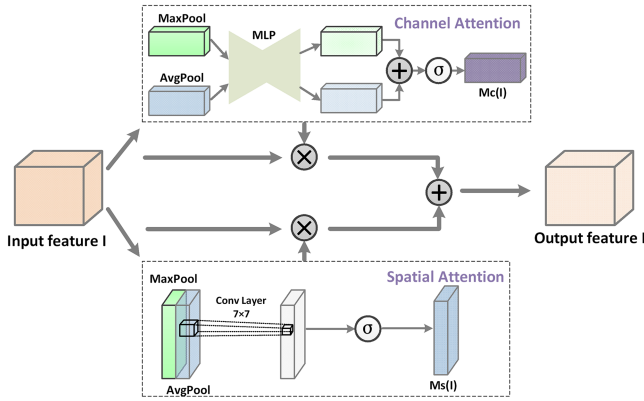 MaxPool
MLP
Channel Attention
AvgPool
σ
Mc(I)
Input feature I
Output feature I
Spatial Attention
MaxPool
Conv Layer
7×7
σ
AvgPool
Ms(I)